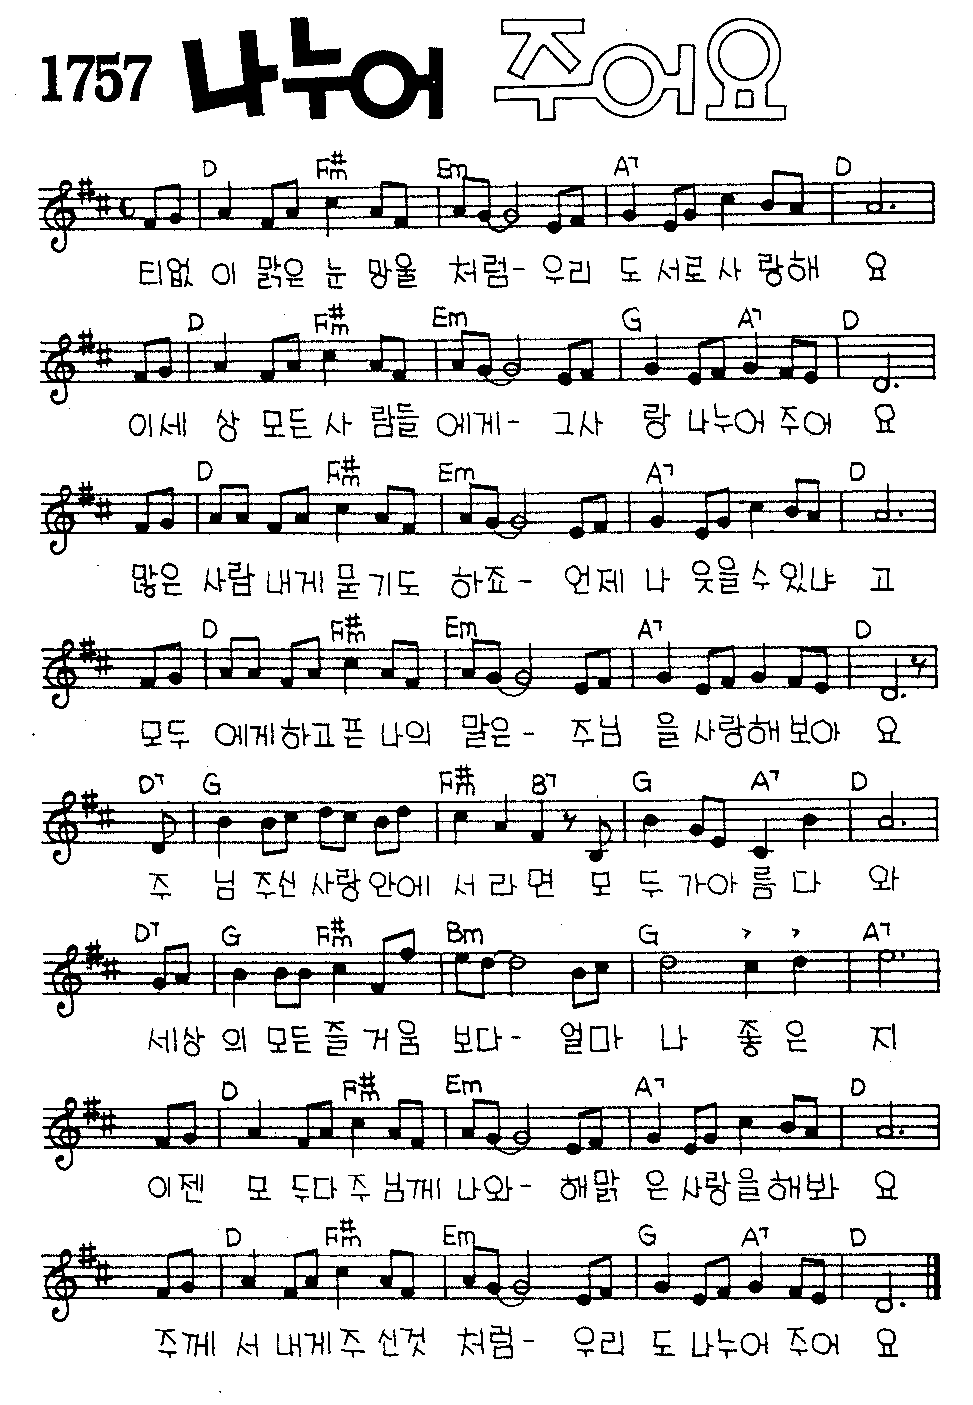 1757 나누어 주어요
D F#m Em A7 D
티없 이 맑은 눈 망울 처럼- 우리 도 서로 사 랑해 요
D F#m Em G A7 D
이세 상 모든 사 람들 에게- 그사 랑 나누어 주어 요
D F#m Em A7 D
많은 사람 내게 묻 기도 하죠- 언제 나 웃을 수 있냐 고
D F#m Em A7 D
모두 에게 하고픈 나의 말은- 주님 을 사랑해 보아 요
D7 G F#m B7 G A7 D
주 님 주신 사랑 안에 서 라 면 모 두 가아 름 다 와
D7 G F#m Bm G A7
세상 의 모든 즐 거움 보다- 얼마 나 좋 은 지
D F#m Em A7 D
이젠 모 두다 주 님께 나와- 해맑 은 사랑을 해봐 요
D F#m Em G A7 D
주께 서 내게 주 신것 처럼- 우리 도 나누어 주어 요